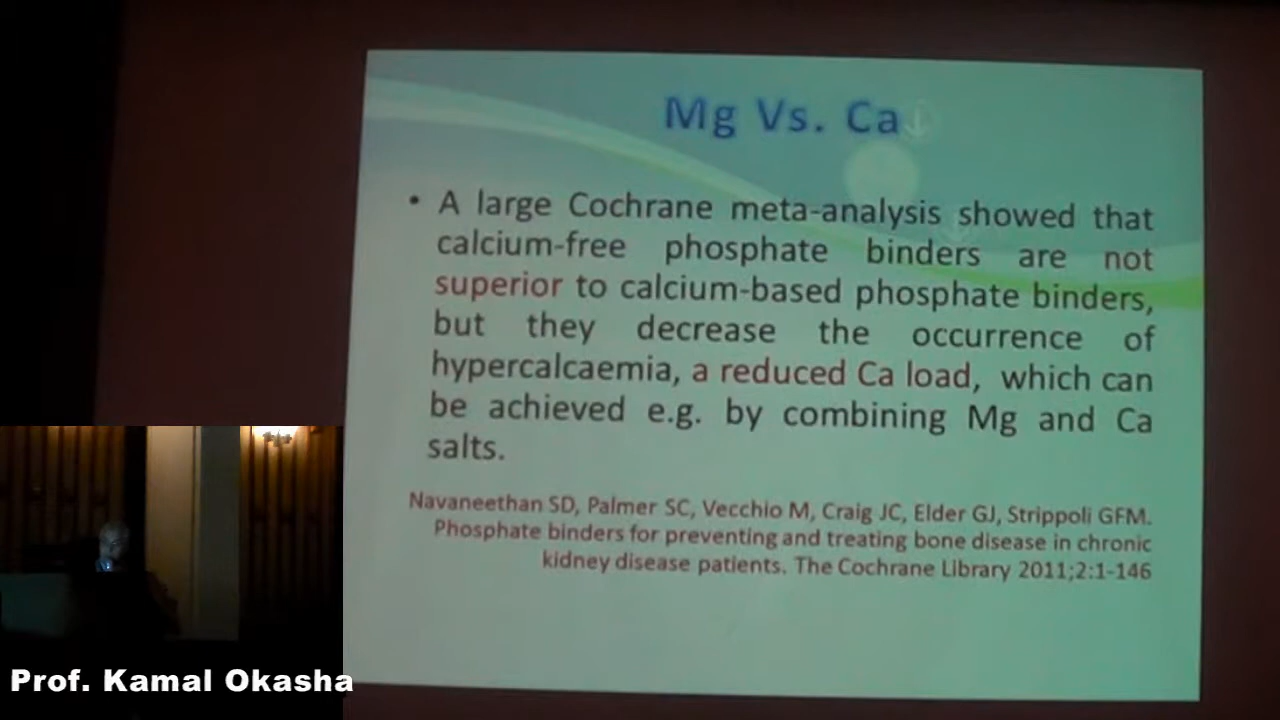 Mg Vs. Ca
• A large Cochrane meta-analysis showed that
calcium-free phosphate binders are not
superior to calcium-based phosphate binders,
but they decrease the occurrence of
hypercalcaemia, a reduced Ca load, which can
be achieved e.g. by combining Mg and Ca
salts.
Navaneethan SD, Palmer SC, Vecchio M, Craig JC, Elder GJ, Strippoli GFM.
Phosphate binders for preventing and treating bone disease in chronic
kidney disease patients. The Cochrane Library 2011;2:1-146
Prof. Kamal Okasha